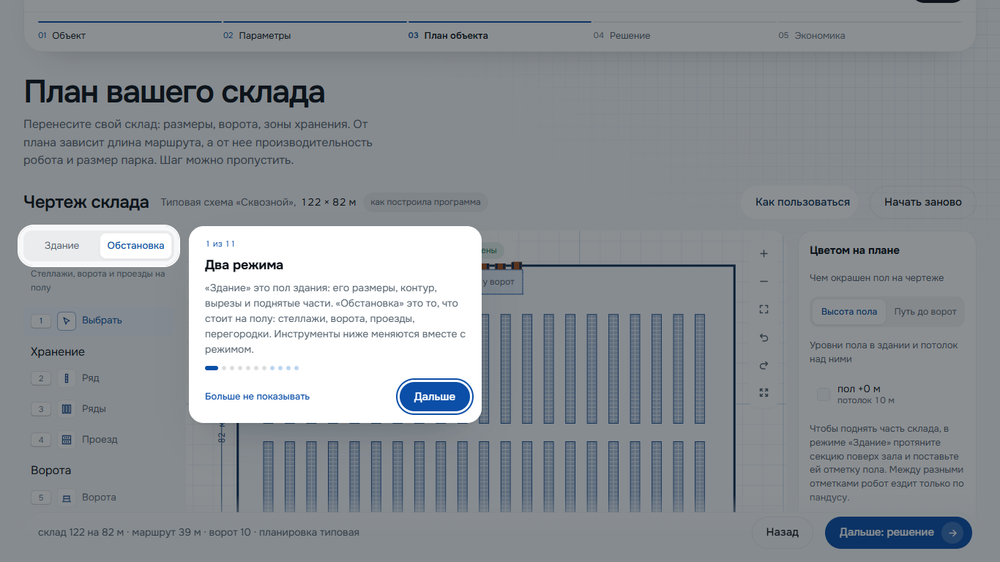 01 Объект
02 Параметры
03 План объекта
04 Решение
05 Экономика
План вашего склада
Перенесите свой склад: размеры, ворота, зоны хранения. От
плана зависит длина маршрута, а от нее производительность
робота и размер парка. Шаг можно пропустить.
Чертеж склада
Типовая схема «Сквозной», 122 × 82 м
как построила программа
Как пользоваться
Начать заново
Здание
Обстановка
Стеллажи, ворота и проезды на
полу
1 Выбрать
Хранение
2 Ряд
3 Ряды
4 Проезд
Ворота
5 Ворота
1 из 11
Два режима
«Здание» это пол здания: его размеры, контур,
вырезы и поднятые части. «Обстановка» это то, что
стоит на полу: стеллажи, ворота, проезды,
перегородки. Инструменты ниже меняются вместе с
режимом.
Больше не показывать
Дальше
у ворот
82 м
Цветом на плане
Чем окрашен пол на чертеже
Высота пола
Путь до ворот
Уровни пола в здании и потолок
над ними
пол +0 м
потолок 10 м
Чтобы поднять часть склада, в
режиме «Здание» протяните
секцию поверх зала и поставьте
ей отметку пола. Между разными
отметками робот ездит только по
пандусу.
склад 122 на 82 м · маршрут 39 м · ворот 10 · планировка типовая
Назад
Дальше: решение